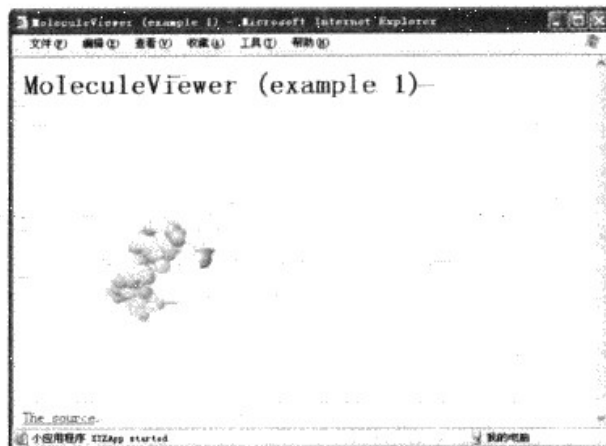 MoleculeViewer (example 1) - Microsoft Internet Explorer
文件(F) 编辑(E) 查看(V) 收藏(A) 工具(T) 帮助(H)
MoleculeViewer (example 1)
The source.
小应用程序 XYZApp started 我的电脑